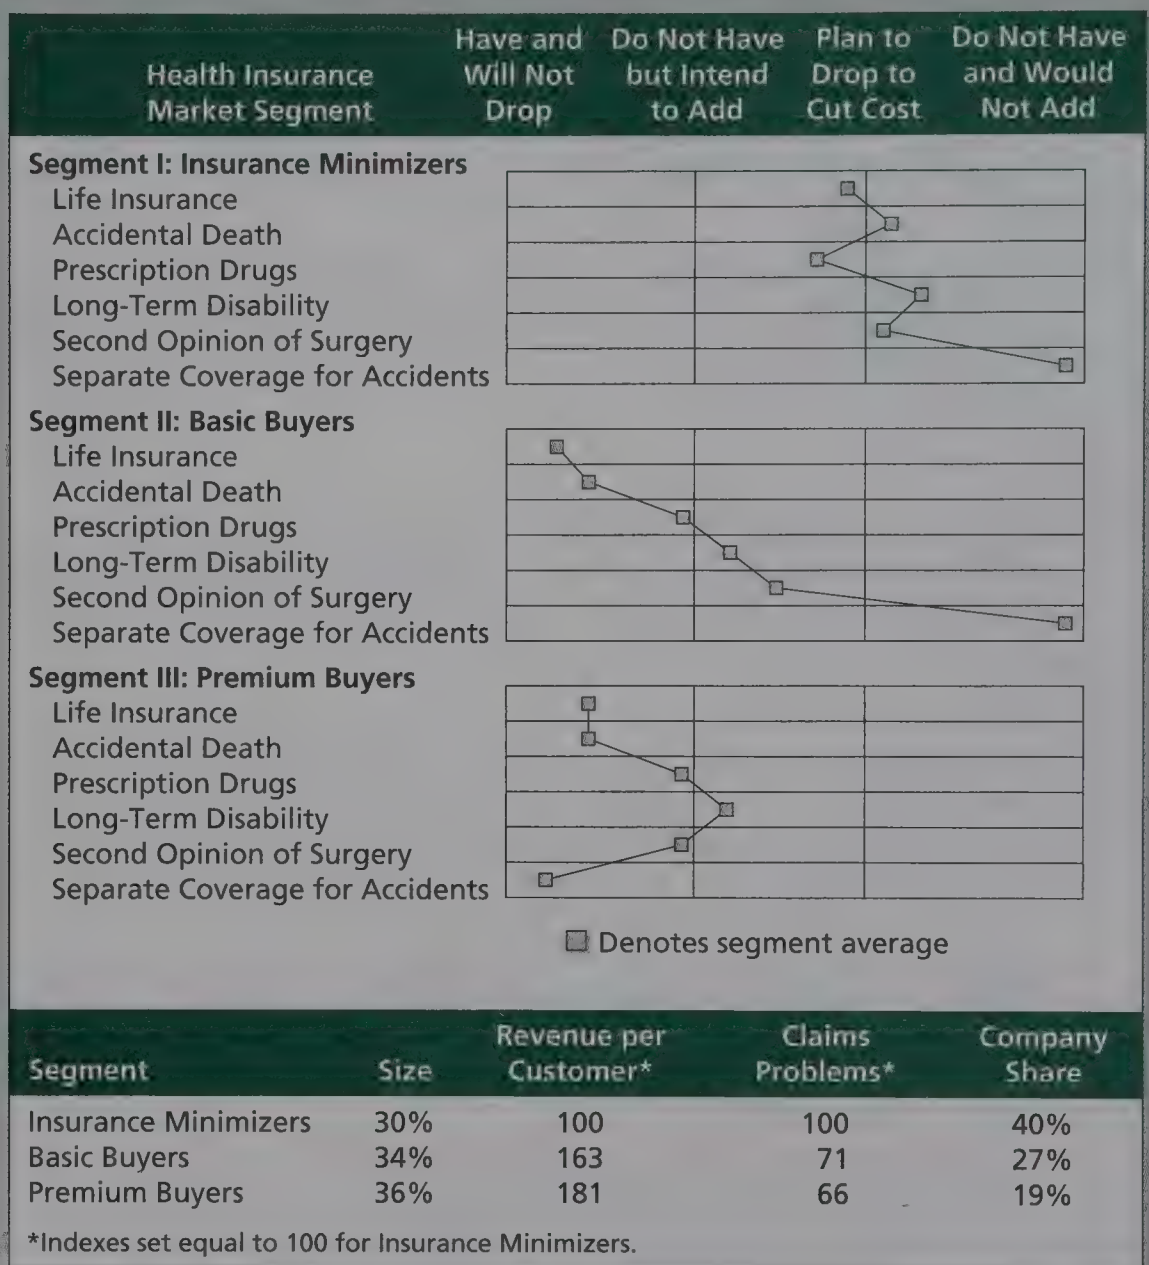 Health Insurance Market Segment
Have and Will Not Drop
Do Not Have but Intend to Add
Plan to Drop to Cut Cost
Do Not Have and Would Not Add
Segment I: Insurance Minimizers
Life Insurance
Accidental Death
Prescription Drugs
Long-Term Disability
Second Opinion of Surgery
Separate Coverage for Accidents
Segment II: Basic Buyers
Life Insurance
Accidental Death
Prescription Drugs
Long-Term Disability
Second Opinion of Surgery
Separate Coverage for Accidents
Segment III: Premium Buyers
Life Insurance
Accidental Death
Prescription Drugs
Long-Term Disability
Second Opinion of Surgery
Separate Coverage for Accidents
Denotes segment average
Segment Size Revenue per Customer* Claims Problems* Company Share
Insurance Minimizers 30% 100 100 40%
Basic Buyers 34% 163 71 27%
Premium Buyers 36% 181 66 19%
*Indexes set equal to 100 for Insurance Minimizers.